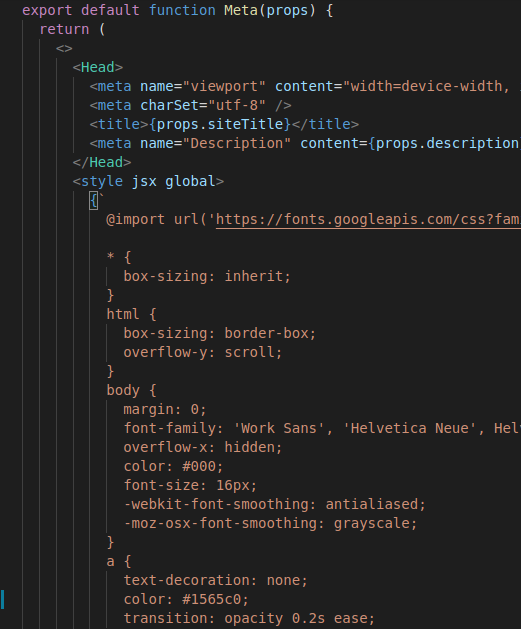 export default function Meta(props) {
  return (
    <>
      <Head>
        <meta name="viewport" content="width=device-width,
        <meta charSet="utf-8" />
        <title>{props.siteTitle}</title>
        <meta name="Description" content={props.description
      </Head>
      <style jsx global>
        {`
          @import url('https://fonts.googleapis.com/css?fam

          * {
            box-sizing: inherit;
          }
          html {
            box-sizing: border-box;
            overflow-y: scroll;
          }
          body {
            margin: 0;
            font-family: 'Work Sans', 'Helvetica Neue', Hel
            overflow-x: hidden;
            color: #000;
            font-size: 16px;
            -webkit-font-smoothing: antialiased;
            -moz-osx-font-smoothing: grayscale;
          }
          a {
            text-decoration: none;
            color: #1565c0;
            transition: opacity 0.2s ease;